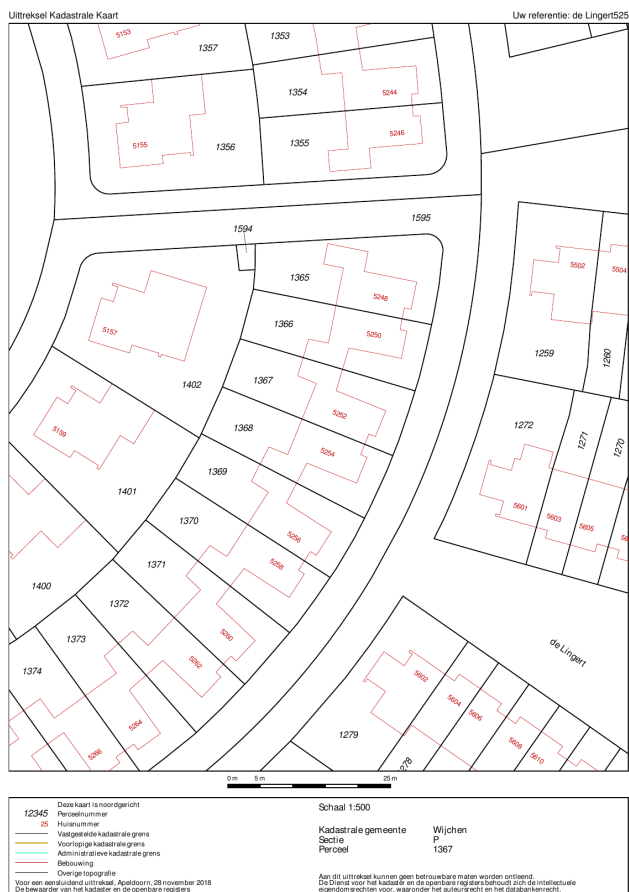 Uittreksel Kadastrale Kaart
Uw referentie: de Lingert525
5153
1357
1353
1354
5244
5155
1356
1355
5246
1594
1595
1365
5248
5502
5504
1366
5250
5157
1259
1260
1402
1367
5252
1368
1272
1271
1270
5159
5254
1369
1401
5601
5603
5605
1370
5256
1371
5258
1400
1372
1373
5260
5262
de Lingert
1374
5602
5604
5606
5264
1279
5608
5610
5266
0 m 5 m 25 m
Deze kaart is noordgericht
12345 Perceelnummer
25 Huisnummer
Vastgestelde kadastrale grens
Voorlopige kadastrale grens
Administratieve kadastrale grens
Bebouwing
Overige topografie
Voor een eensluidend uittreksel, Apeldoorn, 28 november 2018
De bewaarder van het kadaster en de openbare registers
Schaal 1:500
Kadastrale gemeente Wijchen
Sectie P
Perceel 1367
Aan dit uittreksel kunnen geen betrouwbare maten worden ontleend.
De Dienst voor het kadaster en de openbare registers behoudt zich de intellectuele
eigendomsrechten voor, waaronder het auteursrecht en het databankenrecht.